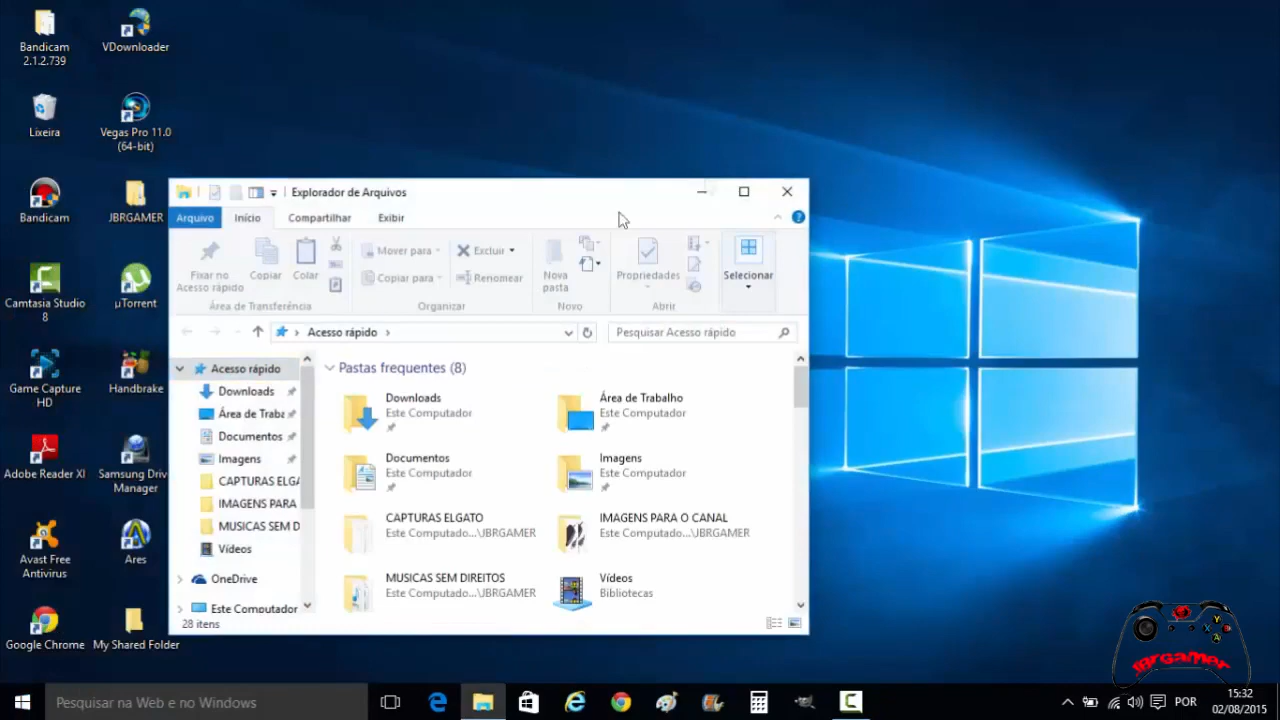 Bandicam
2.1.2.739
VDownloader
Lixeira
Vegas Pro 11.0
(64-bit)
Bandicam
JBRGAMER
Camtasia Studio
8
µTorrent
Game Capture
HD
Handbrake
Adobe Reader XI
Samsung Driv
Manager
Avast Free
Antivirus
Ares
Google Chrome
My Shared Folder
Explorador de Arquivos
Arquivo
Início
Compartilhar
Exibir
Fixar no
Acesso rápido
Copiar
Colar
Mover para
Copiar para
Excluir
Renomear
Nova
pasta
Propriedades
Selecionar
Área de Transferência
Organizar
Novo
Abrir
Acesso rápido
Pesquisar Acesso rápido
Acesso rápido
Downloads
Área de Traba
Documentos
Imagens
CAPTURAS ELGA
IMAGENS PARA
MUSICAS SEM D
Vídeos
OneDrive
Este Computador
Pastas frequentes (8)
Downloads
Este Computador
Área de Trabalho
Este Computador
Documentos
Este Computador
Imagens
Este Computador
CAPTURAS ELGATO
Este Computado...\JBRGAMER
IMAGENS PARA O CANAL
Este Computado...\JBRGAMER
MUSICAS SEM DIREITOS
Este Computado...\JBRGAMER
Vídeos
Bibliotecas
28 itens
JBRGAMER
Pesquisar na Web e no Windows
POR
15:32
02/08/2015